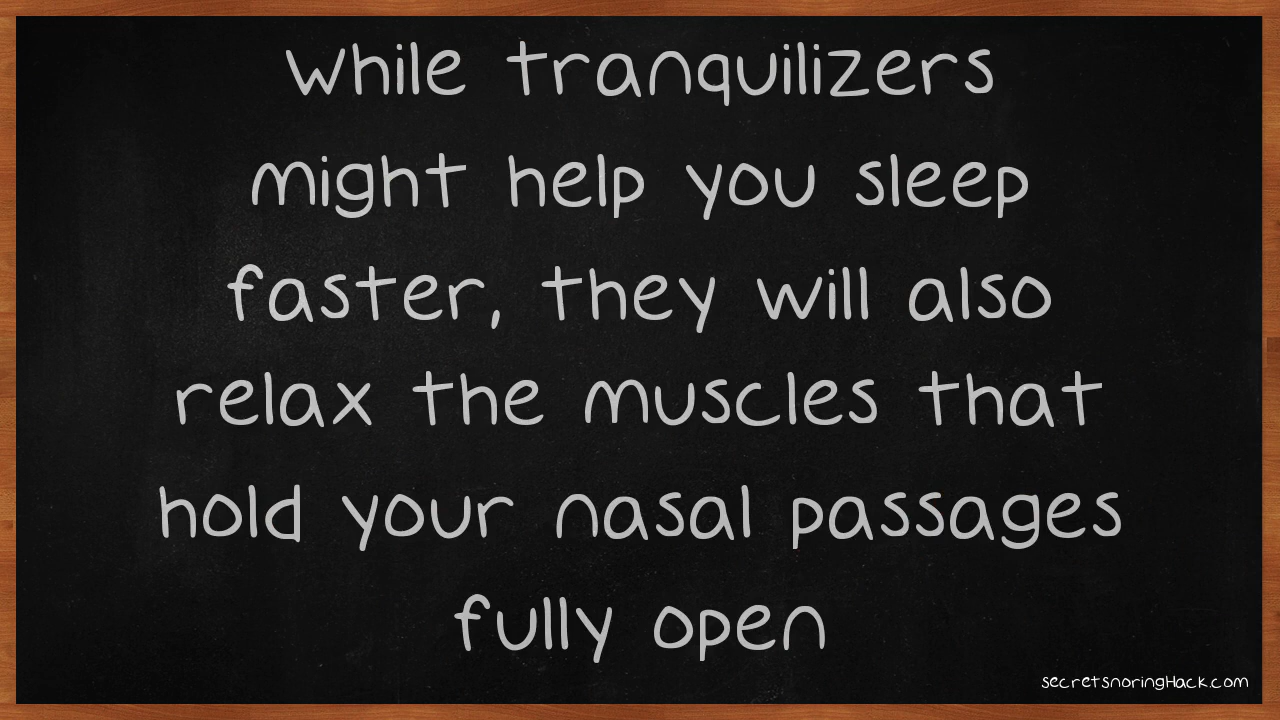 While tranquilizers
might help you sleep
faster, they will also
relax the muscles that
hold your nasal passages
fully open
secretsnoringHack.com